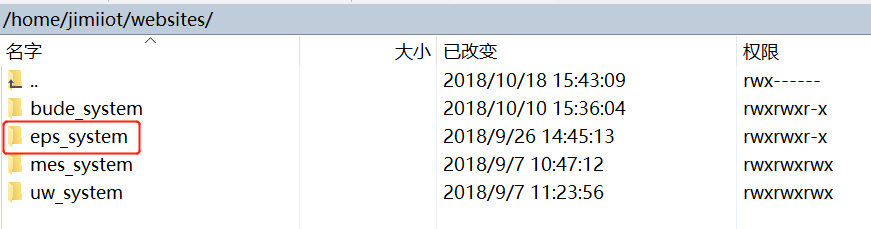 /home/jimiiot/websites/
名字 大小 已改变 权限
.. 2018/10/18 15:43:09 rwx------
bude_system 2018/10/10 15:36:04 rwxrwxr-x
eps_system 2018/9/26 14:45:13 rwxrwxr-x
mes_system 2018/9/7 10:47:12 rwxrwxrwx
uw_system 2018/9/7 11:23:56 rwxrwxrwx